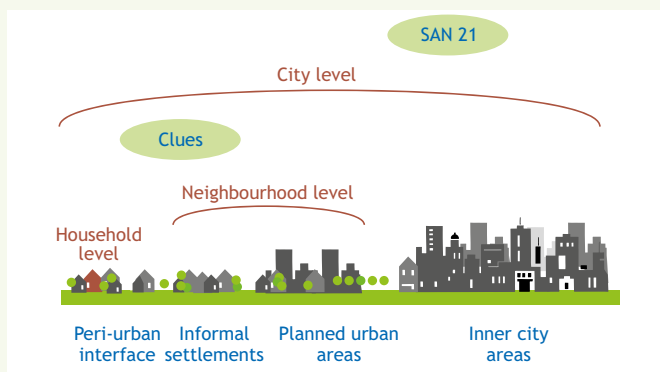 SAN 21
City level
Clues
Neighbourhood level
Household
level
Peri-urban
interface
Informal
settlements
Planned urban
areas
Inner city
areas